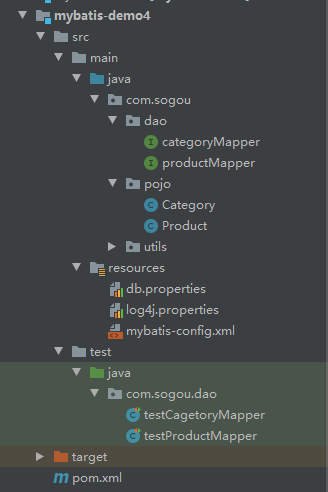 mybatis-demo4
src
main
java
com.sogou
dao
categoryMapper
productMapper
pojo
Category
Product
utils
resources
db.properties
log4j.properties
mybatis-config.xml
test
java
com.sogou.dao
testCagetoryMapper
testProductMapper
target
pom.xml